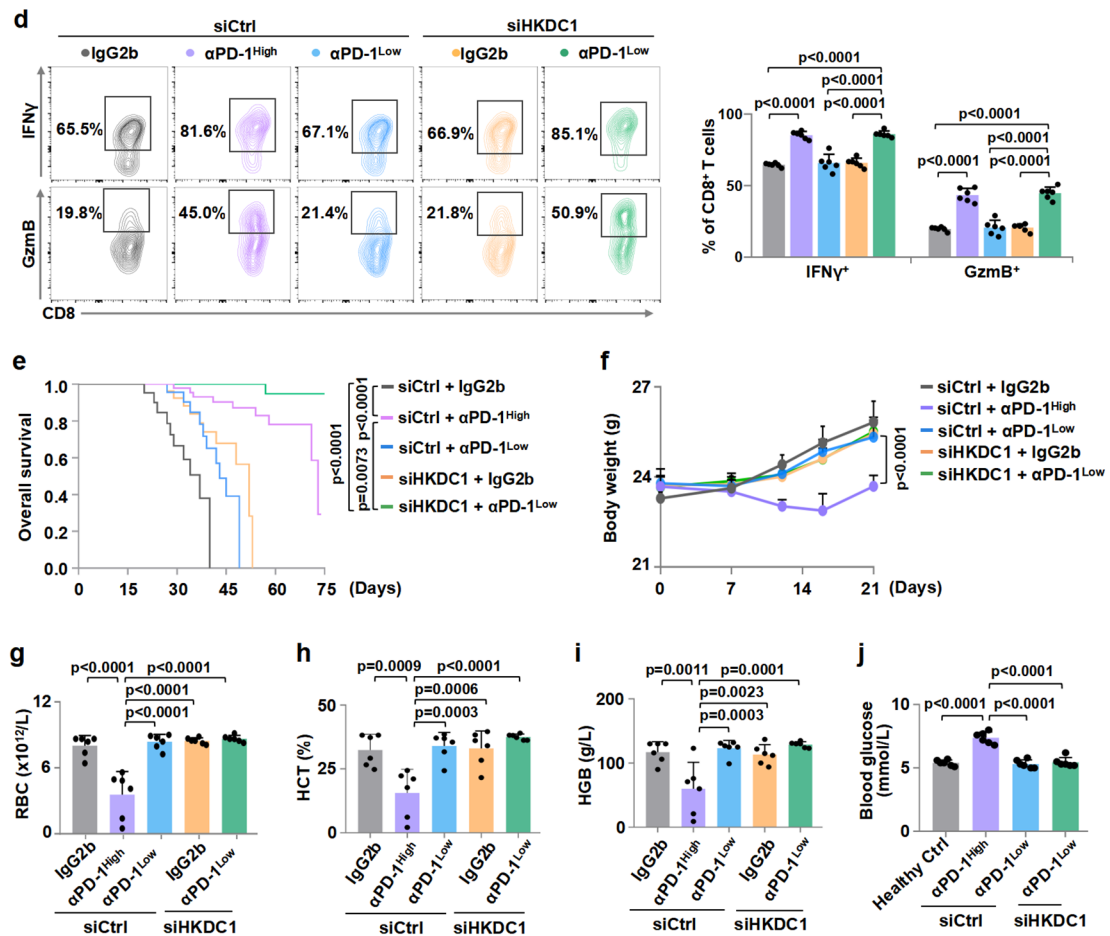 d
siCtrl
siHKDC1
IgG2b
αPD-1High
αPD-1Low
IgG2b
αPD-1Low
IFNγ
65.5%
81.6%
67.1%
66.9%
85.1%
GzmB
19.8%
45.0%
21.4%
21.8%
50.9%
CD8
p<0.0001
p<0.0001
p<0.0001
p<0.0001
p<0.0001
p<0.0001
p<0.0001
p<0.0001
% of CD8+ T cells
100
50
0
IFNγ+
GzmB+
e
Overall survival
1.0
0.8
0.6
0.4
0.2
0.0
0
15
30
45
60
75
(Days)
p<0.0001
p=0.0073
p<0.0001
siCtrl + IgG2b
siCtrl + αPD-1High
siCtrl + αPD-1Low
siHKDC1 + IgG2b
siHKDC1 + αPD-1Low
f
Body weight (g)
27
24
21
0
7
14
21
(Days)
p<0.0001
siCtrl + IgG2b
siCtrl + αPD-1High
siCtrl + αPD-1Low
siHKDC1 + IgG2b
siHKDC1 + αPD-1Low
g
p<0.0001
p<0.0001
p<0.0001
p<0.0001
RBC (x1012/L)
12
6
0
IgG2b
αPD-1High
αPD-1Low
IgG2b
αPD-1Low
siCtrl
siHKDC1
h
p=0.0009
p<0.0001
p=0.0006
p=0.0003
HCT (%)
50
25
0
IgG2b
αPD-1High
αPD-1Low
IgG2b
αPD-1Low
siCtrl
siHKDC1
i
p=0.0011
p=0.0001
p=0.0023
p=0.0003
HGB (g/L)
200
100
0
IgG2b
αPD-1High
αPD-1Low
IgG2b
αPD-1Low
siCtrl
siHKDC1
j
p<0.0001
p<0.0001
p<0.0001
Blood glucose
(mmol/L)
10
5
0
Healthy Ctrl
αPD-1High
αPD-1Low
αPD-1Low
siCtrl
siHKDC1